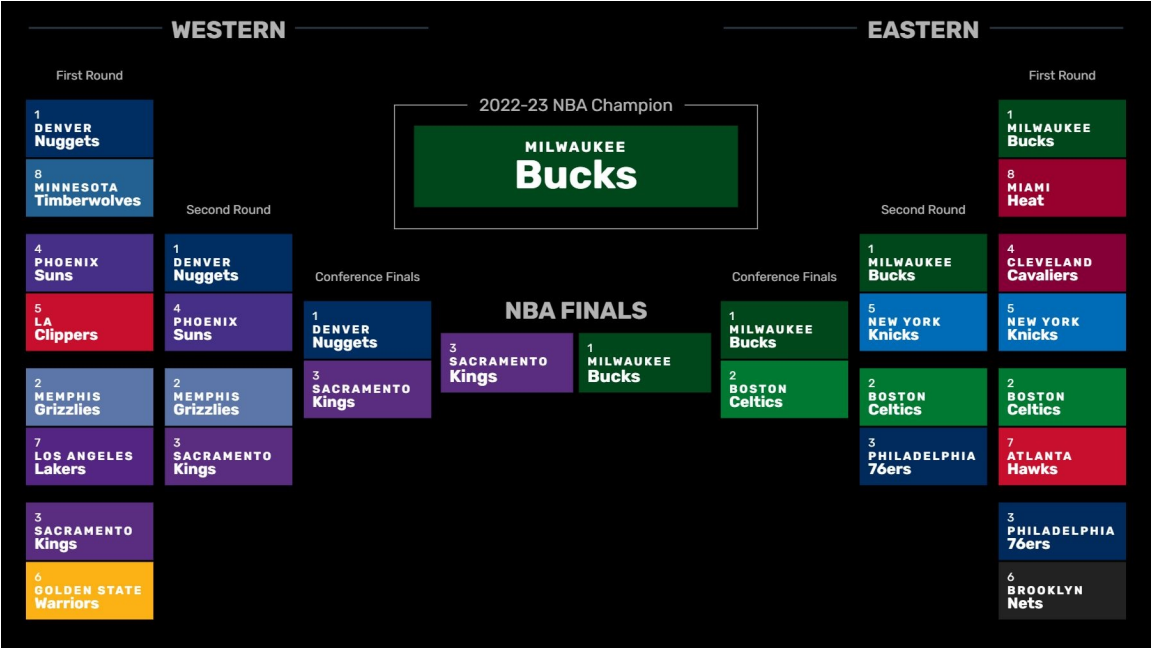 WESTERN
EASTERN
First Round
First Round
2022-23 NBA Champion
MILWAUKEE
Bucks
1
DENVER
Nuggets
8
MINNESOTA
Timberwolves
4
PHOENIX
Suns
5
LA
Clippers
2
MEMPHIS
Grizzlies
7
LOS ANGELES
Lakers
3
SACRAMENTO
Kings
6
GOLDEN STATE
Warriors
Second Round
1
DENVER
Nuggets
4
PHOENIX
Suns
2
MEMPHIS
Grizzlies
3
SACRAMENTO
Kings
Conference Finals
1
DENVER
Nuggets
3
SACRAMENTO
Kings
NBA FINALS
3
SACRAMENTO
Kings
1
MILWAUKEE
Bucks
Conference Finals
1
MILWAUKEE
Bucks
2
BOSTON
Celtics
Second Round
1
MILWAUKEE
Bucks
5
NEW YORK
Knicks
2
BOSTON
Celtics
3
PHILADELPHIA
76ers
1
MILWAUKEE
Bucks
8
MIAMI
Heat
4
CLEVELAND
Cavaliers
5
NEW YORK
Knicks
2
BOSTON
Celtics
7
ATLANTA
Hawks
3
PHILADELPHIA
76ers
6
BROOKLYN
Nets